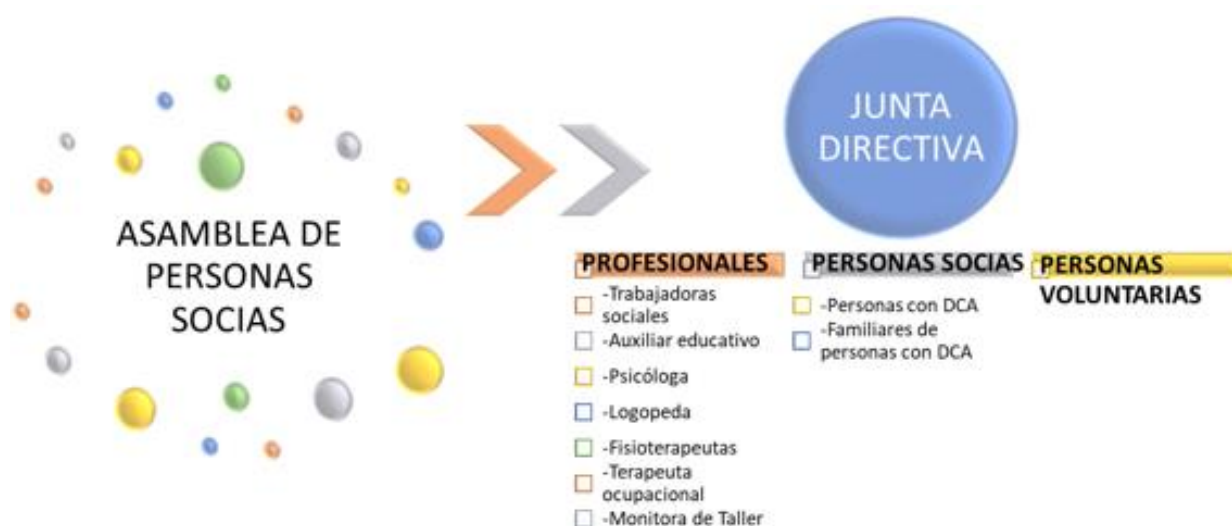 ASAMBLEA DE
PERSONAS
SOCIAS
JUNTA
DIRECTIVA
PROFESIONALES
-Trabajadoras
sociales
-Auxiliar educativo
-Psicóloga
-Logopeda
-Fisioterapeutas
-Terapeuta
ocupacional
-Monitora de Taller
PERSONAS SOCIAS
-Personas con DCA
-Familiares de
personas con DCA
PERSONAS
VOLUNTARIAS